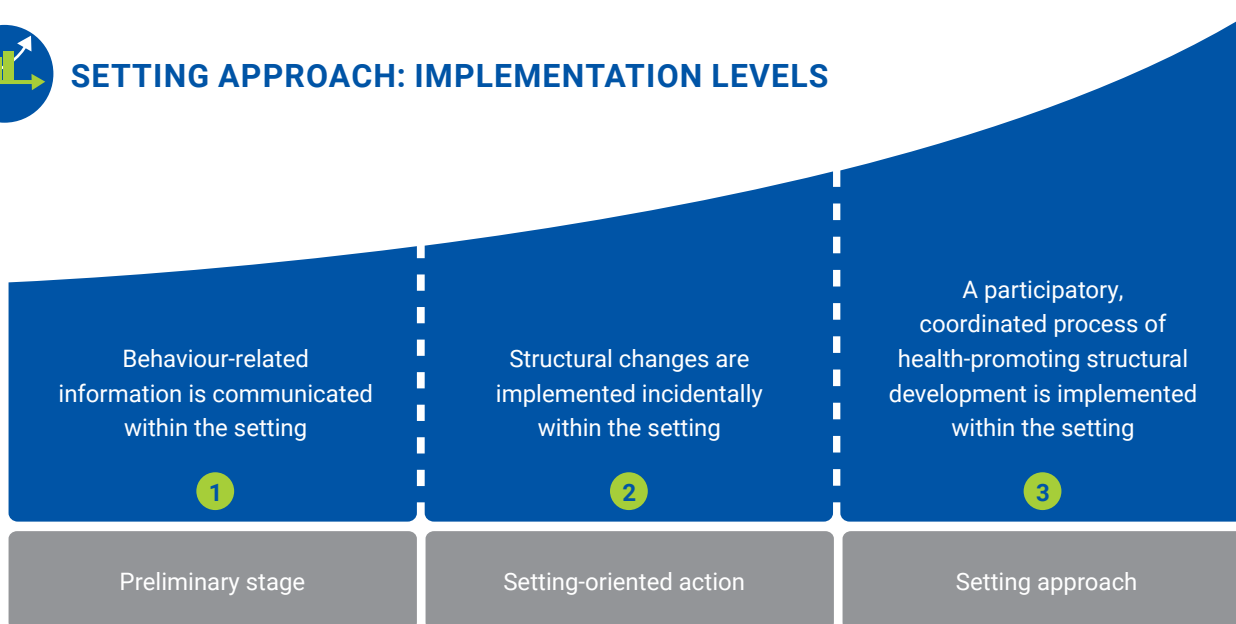 SETTING APPROACH: IMPLEMENTATION LEVELS
Behaviour-related
information is communicated
within the setting
1
Structural changes are
implemented incidentally
within the setting
2
A participatory,
coordinated process of
health-promoting structural
development is implemented
within the setting
3
Preliminary stage
Setting-oriented action
Setting approach